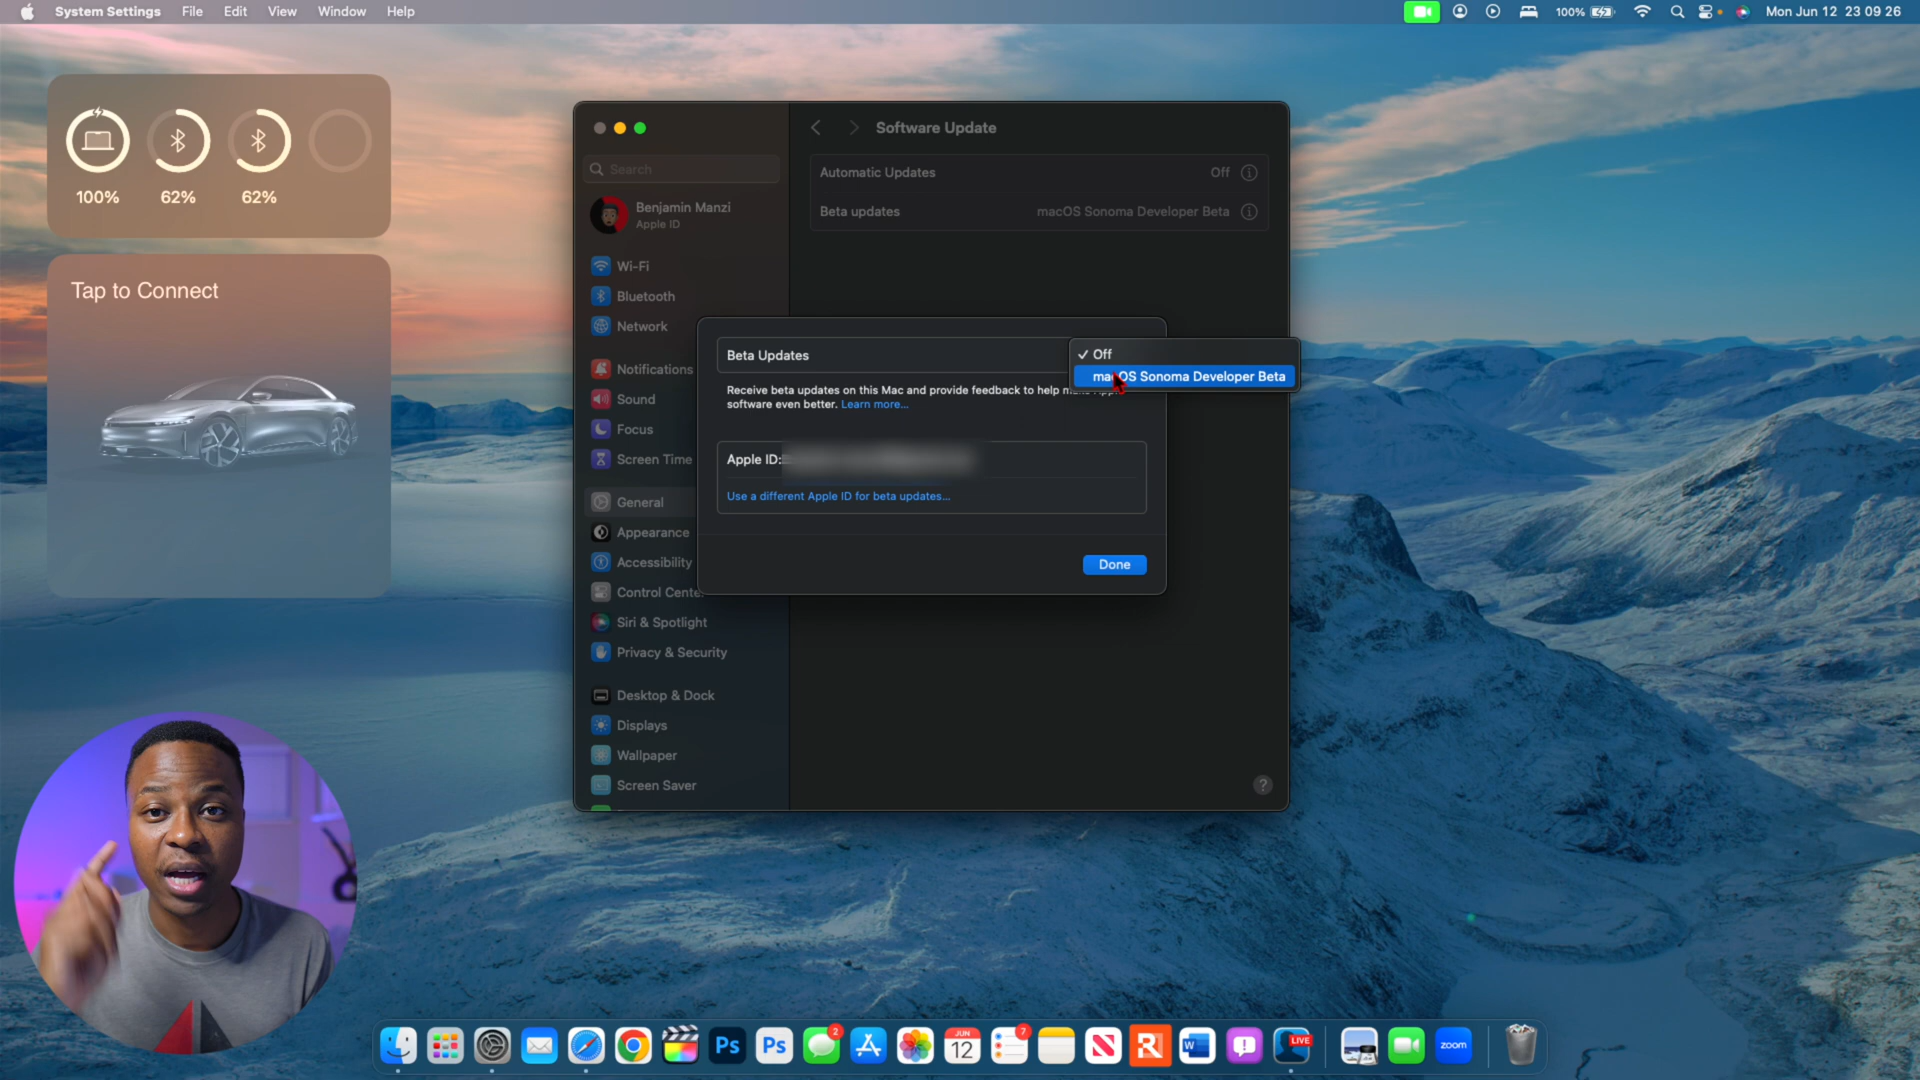 System Settings File Edit View Window Help
100% Mon Jun 12 23 09 26
100% 62% 62%
Tap to Connect
Search
Benjamin Manzi
Apple ID
Wi-Fi
Bluetooth
Network
Notifications
Sound
Focus
Screen Time
General
Appearance
Accessibility
Control Cente
Siri & Spotlight
Privacy & Security
Desktop & Dock
Displays
Wallpaper
Screen Saver
Software Update
Automatic Updates Off
Beta updates macOS Sonoma Developer Beta
Beta Updates
Off
macOS Sonoma Developer Beta
Receive beta updates on this Mac and provide feedback to help make Apple
software even better. Learn more...
Apple ID:
Use a different Apple ID for beta updates...
Done
?
Ps Ps 2 JUN 12 7 W LIVE zoom